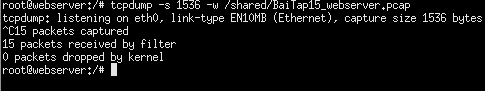 root@webserver:/# tcpdump -s 1536 -w /shared/BaiTap15_webserver.pcap
tcpdump: listening on eth0, link-type EN10MB (Ethernet), capture size 1536 bytes
^C15 packets captured
15 packets received by filter
0 packets dropped by kernel
root@webserver:/#